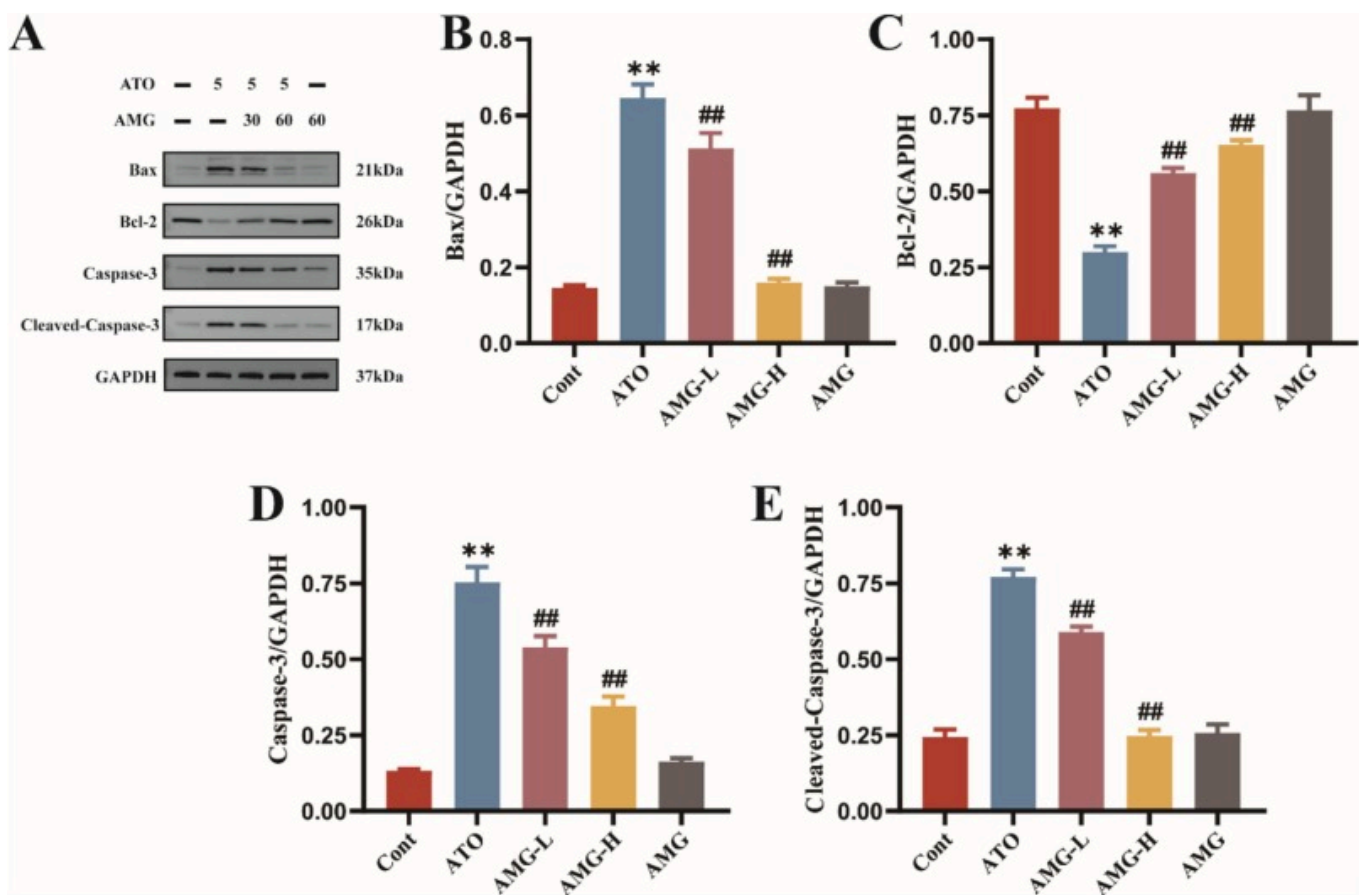 A
ATO — 5 5 5 —
AMG — — 30 60 60
Bax 21kDa
Bcl-2 26kDa
Caspase-3 35kDa
Cleaved-Caspase-3 17kDa
GAPDH 37kDa
B
Bax/GAPDH
0.8
0.6
0.4
0.2
0.0
**
##
##
Cont ATO AMG-L AMG-H AMG
C
Bcl-2/GAPDH
1.00
0.75
0.50
0.25
0.00
**
##
##
Cont ATO AMG-L AMG-H AMG
D
Caspase-3/GAPDH
1.00
0.75
0.50
0.25
0.00
**
##
##
Cont ATO AMG-L AMG-H AMG
E
Cleaved-Caspase-3/GAPDH
1.00
0.75
0.50
0.25
0.00
**
##
##
Cont ATO AMG-L AMG-H AMG